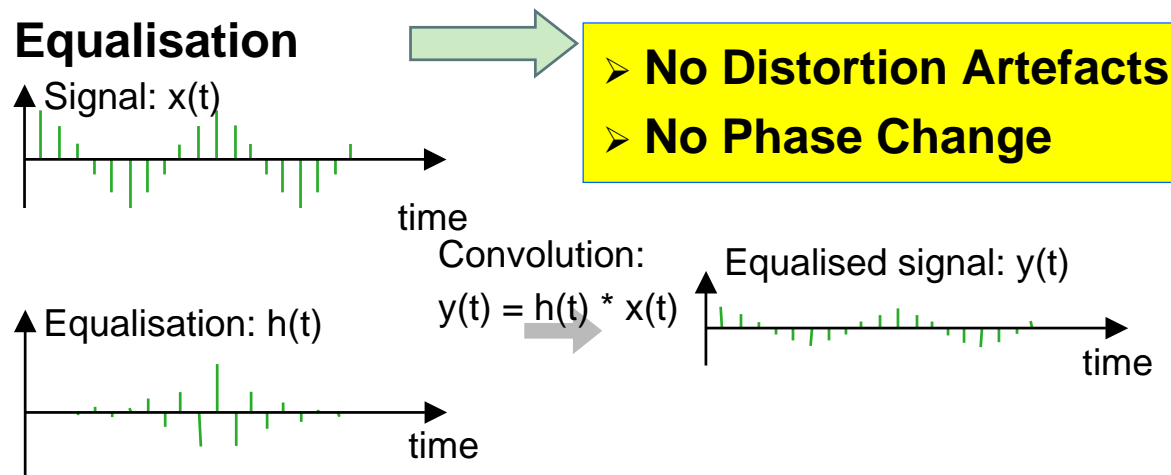 Equalisation
➢ No Distortion Artefacts
➢ No Phase Change
Signal: x(t)
time
Convolution:
y(t) = h(t) * x(t)
Equalised signal: y(t)
time
Equalisation: h(t)
time